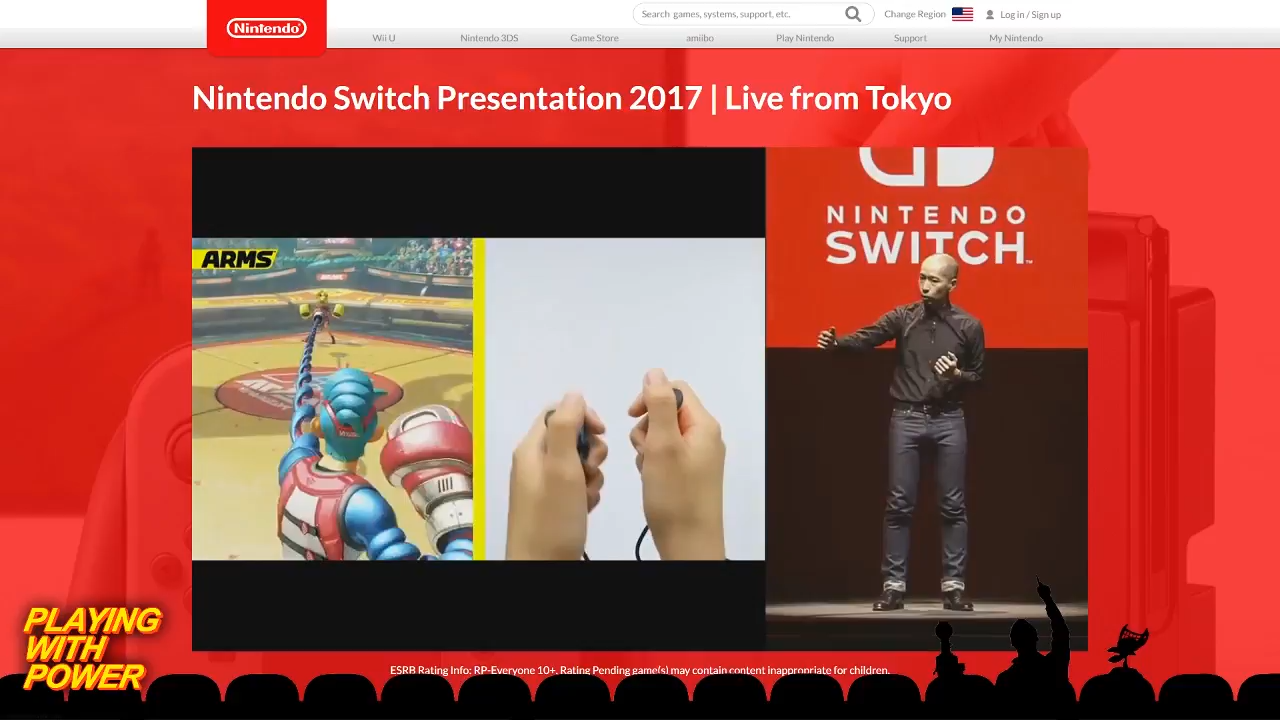 Nintendo
Search games, systems, support, etc.
Change Region
Log in / Sign up
Wii U
Nintendo 3DS
Game Store
amiibo
Play Nintendo
Support
My Nintendo
Nintendo Switch Presentation 2017 | Live from Tokyo
NINTENDO
SWITCH
TM
ARMS
PLAYING
WITH
POWER
ESRB Rating Info: RP-Everyone 10+. Rating Pending game(s) may contain content inappropriate for children.